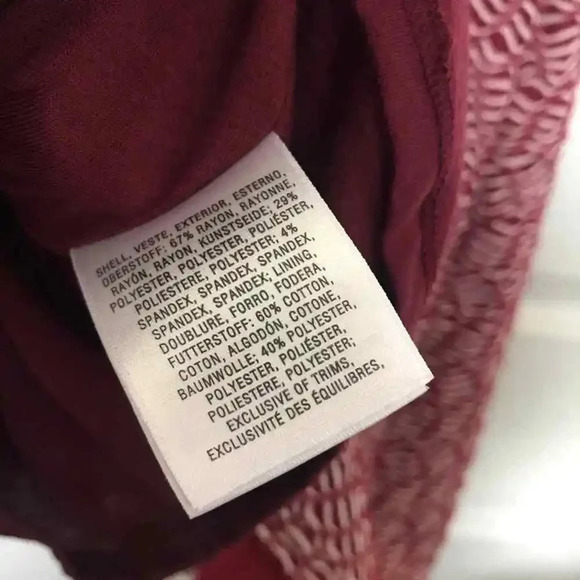 SHELL, VESTE, EXTERIOR, ESTERNO,
OBERSTOFF: 67% RAYON, RAYONNE,
RAYÓN, RAYON, KUNSTSEIDE; 29%
POLYESTER, POLYESTER, POLIÉSTER,
POLIESTERE, POLYESTER; 4%
SPANDEX, SPANDEX, SPANDEX,
SPANDEX, SPANDEX: LINING,
DOUBLURE, FORRO, FODERA,
FUTTERSTOFF: 60% COTTON,
COTON, ALGODÓN, COTONE,
BAUMWOLLE; 40% POLYESTER,
POLYESTER, POLIÉSTER,
POLIESTERE, POLYESTER;
EXCLUSIVE OF TRIMS,
EXCLUSIVITÉ DES ÉQUILIBRES,